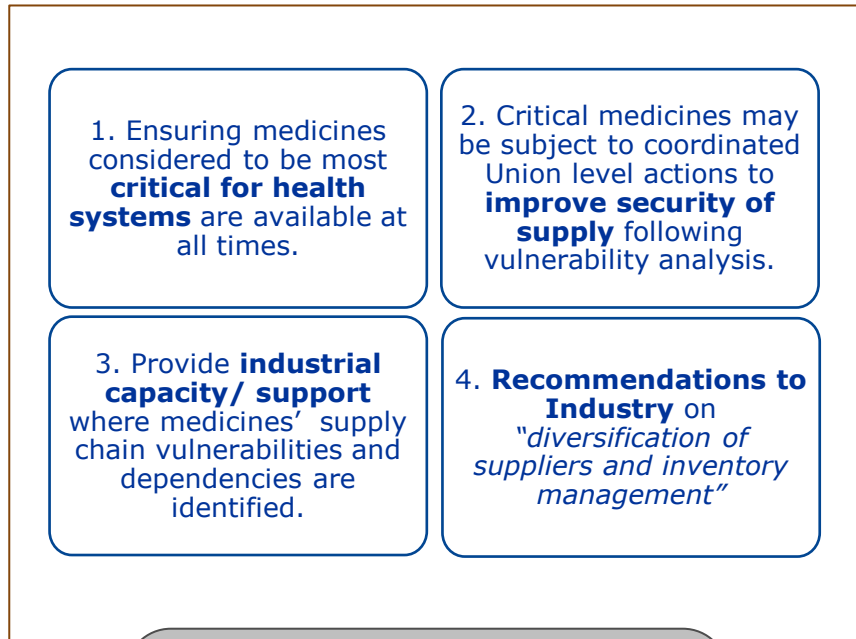 1. Ensuring medicines
considered to be most
critical for health
systems are available at
all times.
2. Critical medicines may
be subject to coordinated
Union level actions to
improve security of
supply following
vulnerability analysis.
3. Provide industrial
capacity/ support
where medicines’  supply
chain vulnerabilities and
dependencies are
identified.
4. Recommendations to
Industry on
“diversification of
suppliers and inventory
management”